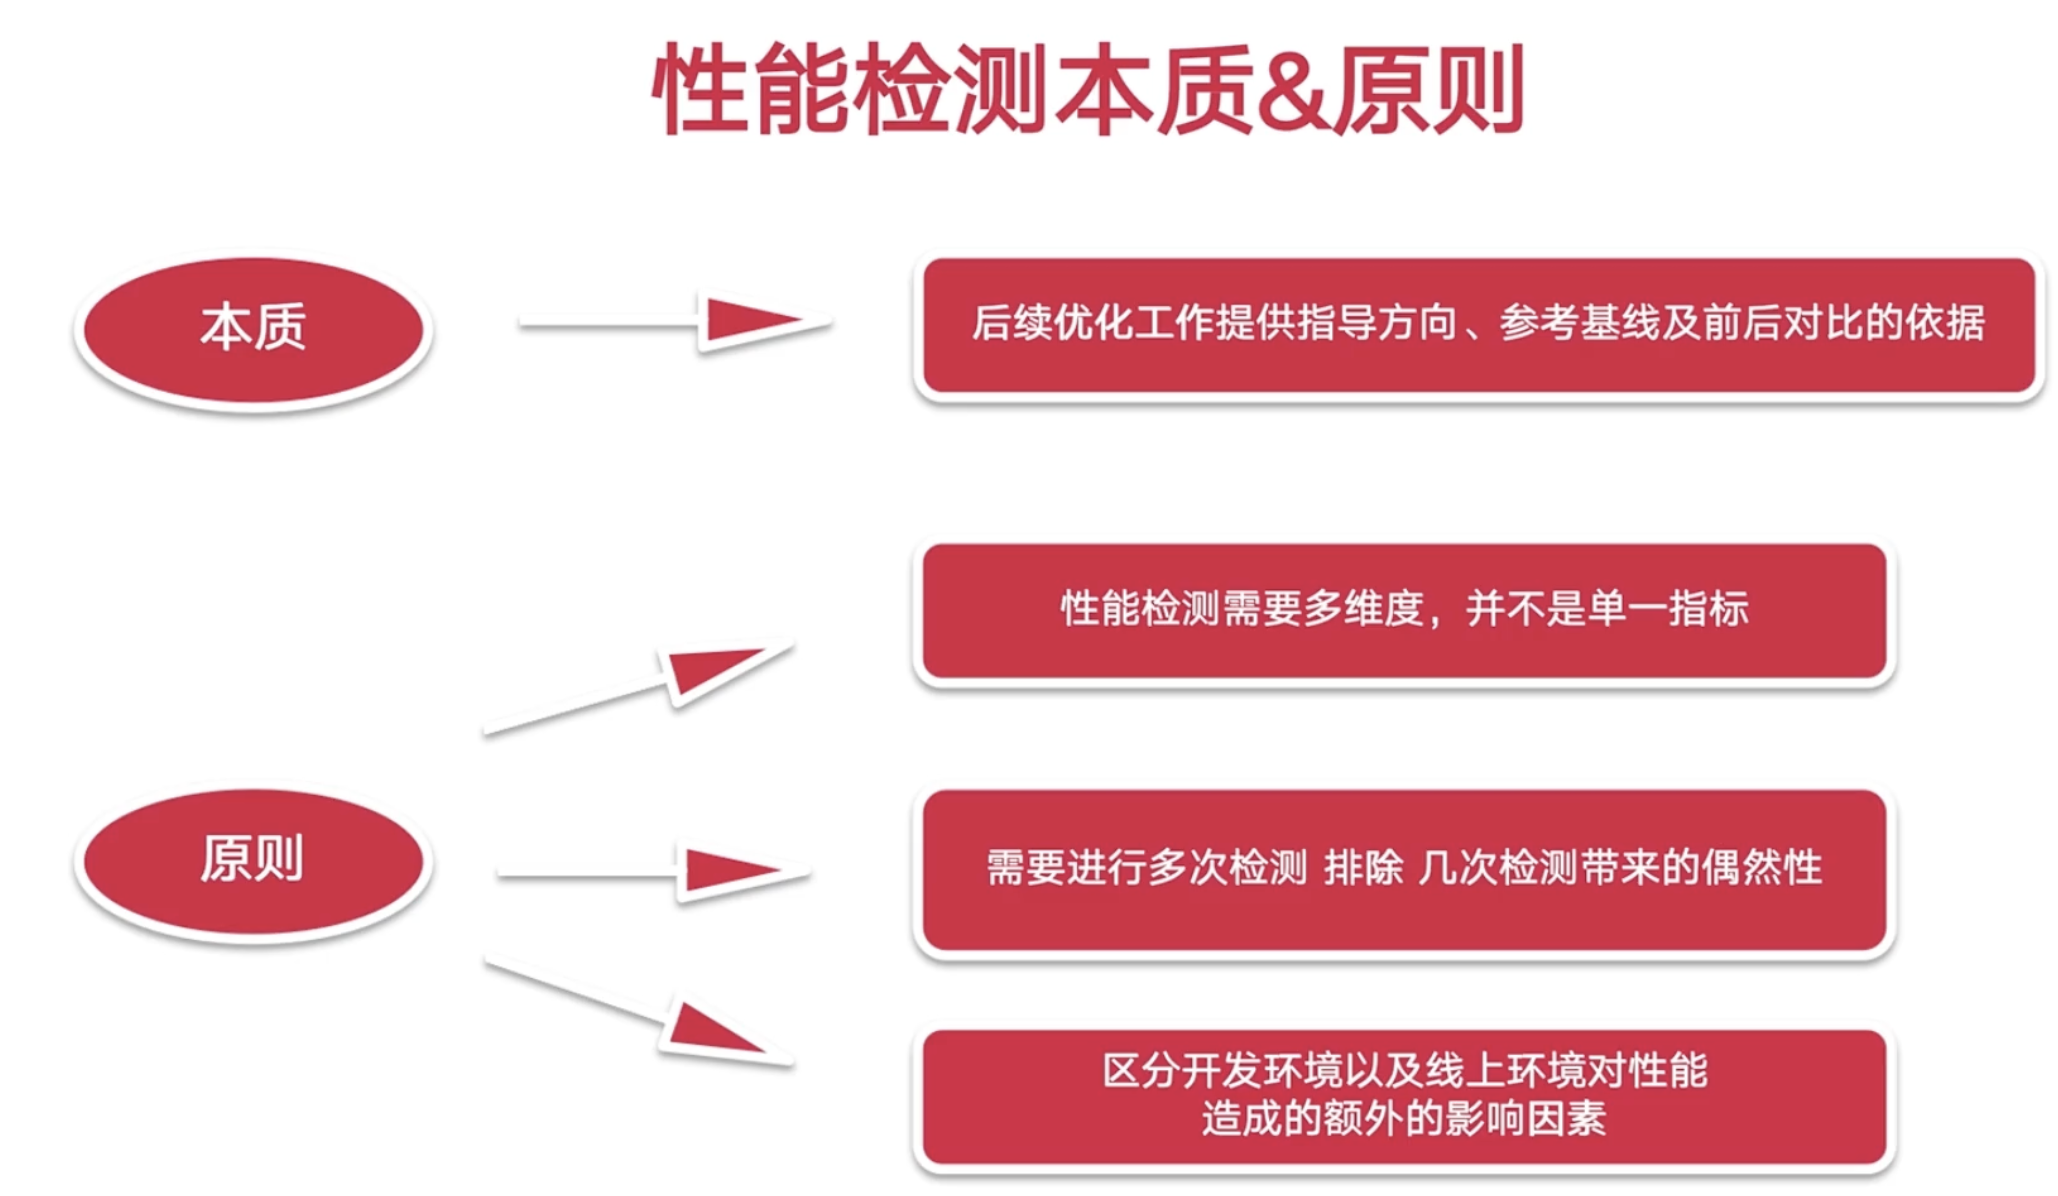 性能检测本质&原则
本质
后续优化工作提供指导方向、参考基线及前后对比的依据
性能检测需要多维度，并不是单一指标
原则
需要进行多次检测 排除 几次检测带来的偶然性
区分开发环境以及线上环境对性能
造成的额外的影响因素